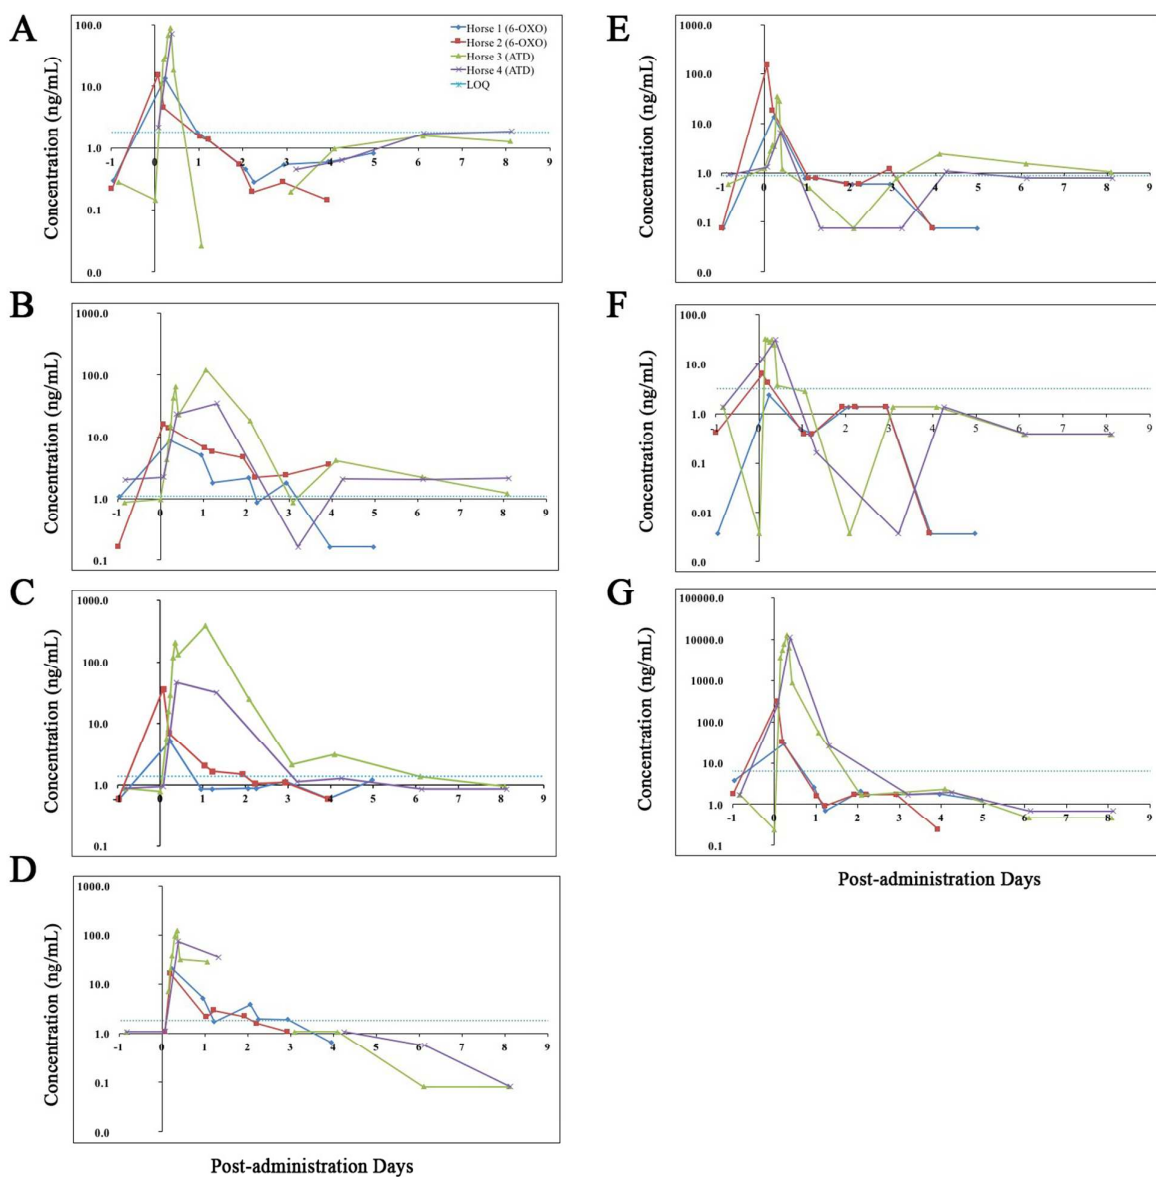 A
Concentration (ng/mL)
100.0
10.0
1.0
0.1
0.0
-1 0 1 2 3 4 5 6 7 8 9
Horse 1 (6-OXO)
Horse 2 (6-OXO)
Horse 3 (ATD)
Horse 4 (ATD)
LOQ
B
Concentration (ng/mL)
1000.0
100.0
10.0
1.0
0.1
-1 0 1 2 3 4 5 6 7 8 9
C
Concentration (ng/mL)
1000.0
100.0
10.0
1.0
0.1
-1 0 1 2 3 4 5 6 7 8 9
D
Concentration (ng/mL)
1000.0
100.0
10.0
1.0
0.1
0.0
-1 0 1 2 3 4 5 6 7 8 9
Post-administration Days
E
Concentration (ng/mL)
1000.0
100.0
10.0
1.0
0.1
0.0
-1 0 1 2 3 4 5 6 7 8 9
F
Concentration (ng/mL)
100.0
10.0
1.0
0.1
0.01
0.0
-1 0 1 2 3 4 5 6 7 8 9
G
Concentration (ng/mL)
100000.0
10000.0
1000.0
100.0
10.0
1.0
0.1
-1 0 1 2 3 4 5 6 7 8 9
Post-administration Days